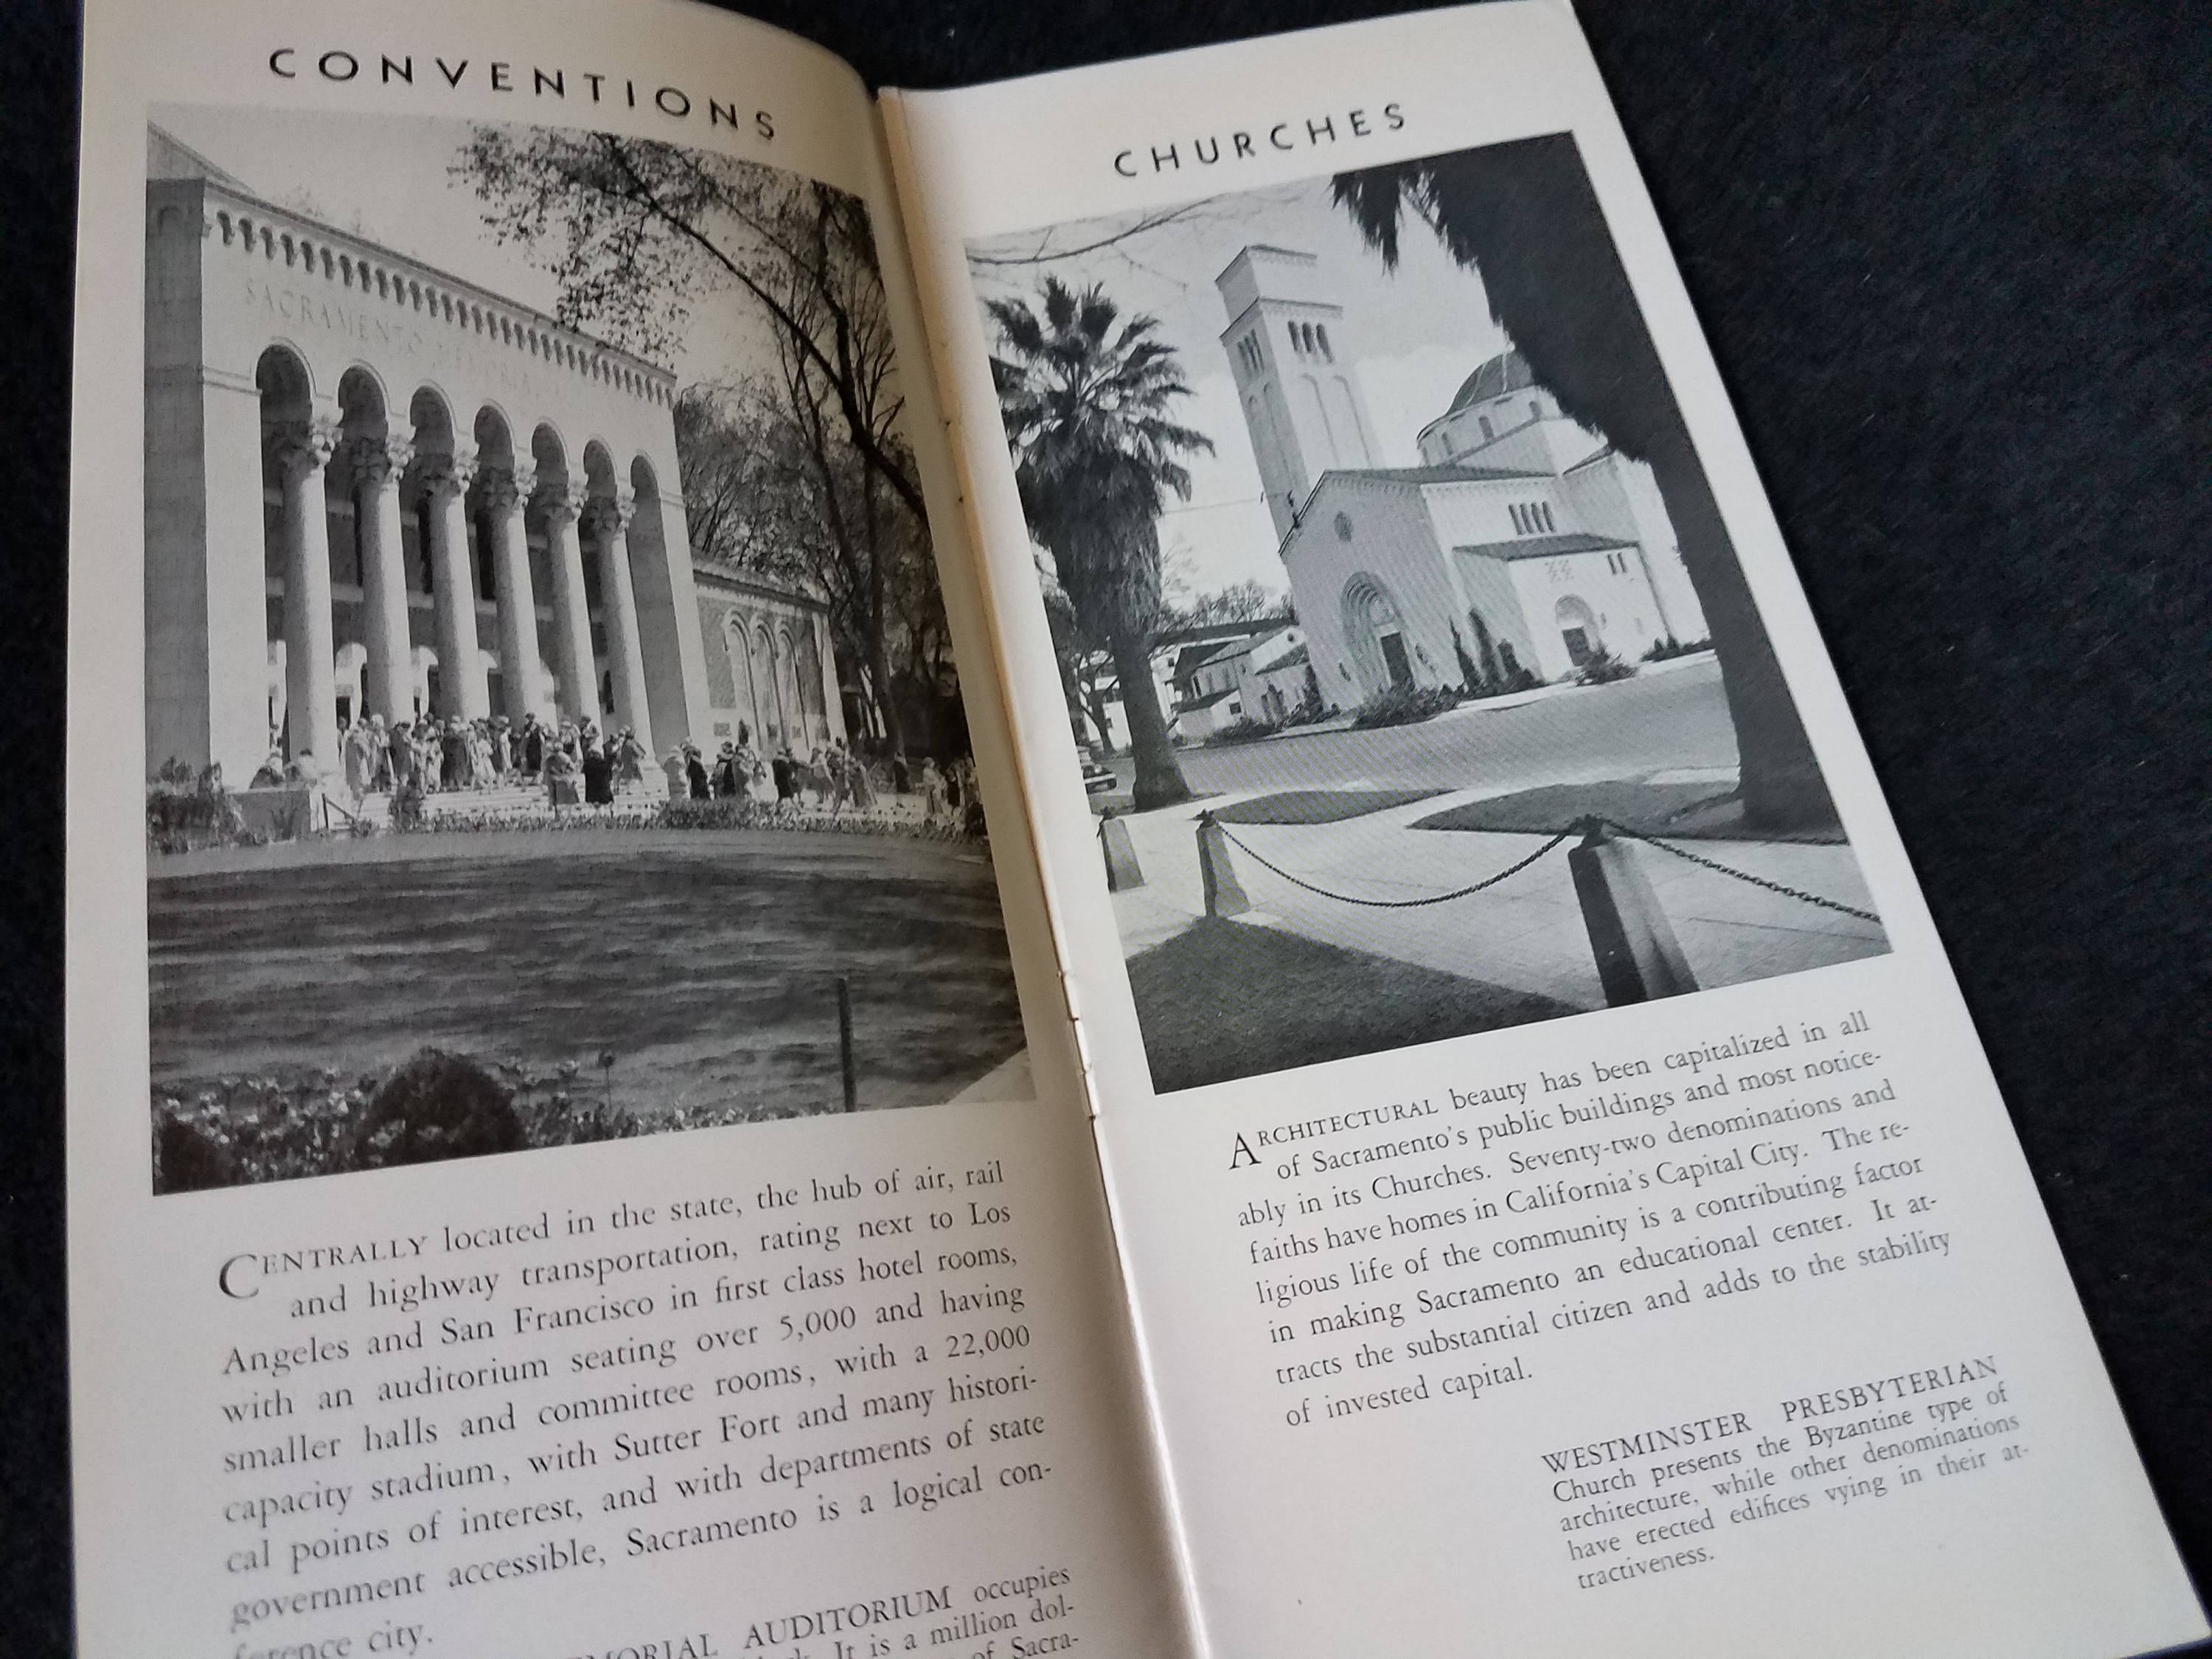 CONVENTIONS
SACRAMENTO MEMORIAL
CENTRALLY located in the state, the hub of air, rail
and highway transportation, rating next to Los
Angeles and San Francisco in first class hotel rooms,
with an auditorium seating over 5,000 and having
smaller halls and committee rooms, with a 22,000
capacity stadium, with Sutter Fort and many histori-
cal points of interest, and with departments of state
government accessible, Sacramento is a logical con-
ference city.
AUDITORIUM occupies
It is a million dol-
of Sacra-
CHURCHES
ARCHITECTURAL beauty has been capitalized in all
of Sacramento's public buildings and most notice-
ably in its Churches. Seventy-two denominations and
faiths have homes in California's Capital City. The re-
ligious life of the community is a contributing factor
in making Sacramento an educational center. It at-
tracts the substantial citizen and adds to the stability
of invested capital.
WESTMINSTER PRESBYTERIAN
Church presents the Byzantine type of
architecture, while other denominations
have erected edifices vying in their at-
tractiveness.